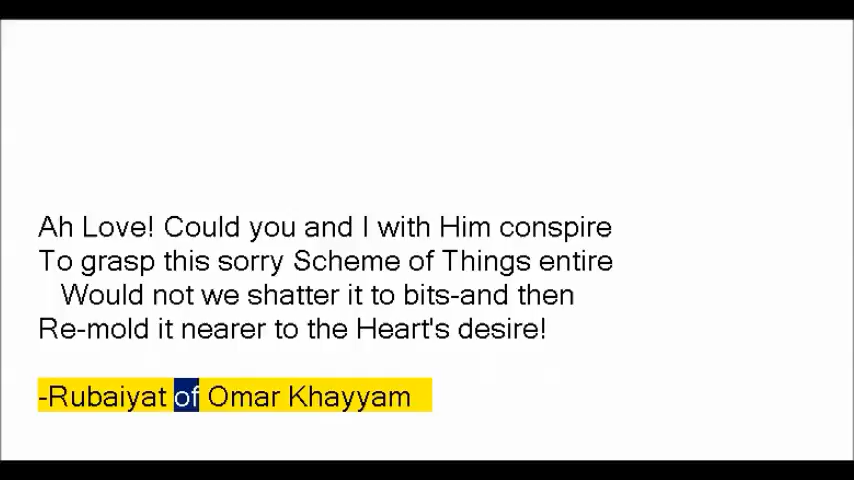 Ah Love! Could you and I with Him conspire
To grasp this sorry Scheme of Things entire
Would not we shatter it to bits-and then
Re-mold it nearer to the Heart's desire!
-Rubaiyat of Omar Khayyam